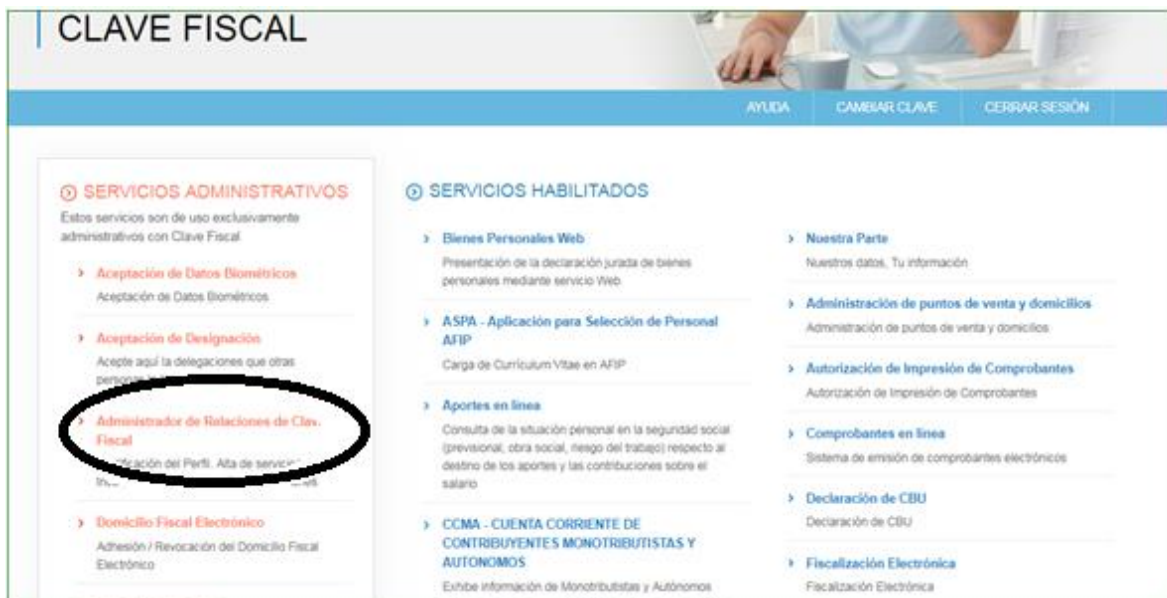 CLAVE FISCAL
AYUDA
CAMBIAR CLAVE
CERRAR SESIÓN
SERVICIOS ADMINISTRATIVOS
Estos servicios son de uso exclusivamente
administrativos con Clave Fiscal
Aceptación de Datos Biométricos
Aceptación de Datos Biométricos
Aceptación de Designación
Acepte aquí la delegaciones que otras
Administrador de Relaciones de
Fiscal
del Perfil. Alta de
Domicilio Fiscal Electrónico
Adhesión / Revocación del Domicilio Fiscal
Electrónico
SERVICIOS HABILITADOS
Bienes Personales Web
Presentación de la declaración jurada de bienes
personales mediante servicio Web
ASPA - Aplicación para Selección de Personal
AFIP
Carga de Currículum Vitae en AFIP
Aportes en línea
Consulta de la situación personal en la seguridad social
(previsional, obra social, riesgo del trabajo) respecto al
destino de los aportes y las contribuciones sobre el
salario
CCMA - CUENTA CORRIENTE DE
CONTRIBUYENTES MONOTRIBUTISTAS Y
AUTONOMOS
Exhibe información de Monotributistas y Autónomos
Nuestra Parte
Nuestros datos, Tu información
Administración de puntos de venta y domicilios
Administración de puntos de venta y domicilios
Autorización de Impresión de Comprobantes
Autorización de Impresión de Comprobantes
Comprobantes en línea
Sistema de emisión de comprobantes electrónicos
Declaración de CBU
Declaración de CBU
Fiscalización Electrónica
Fiscalización Electrónica